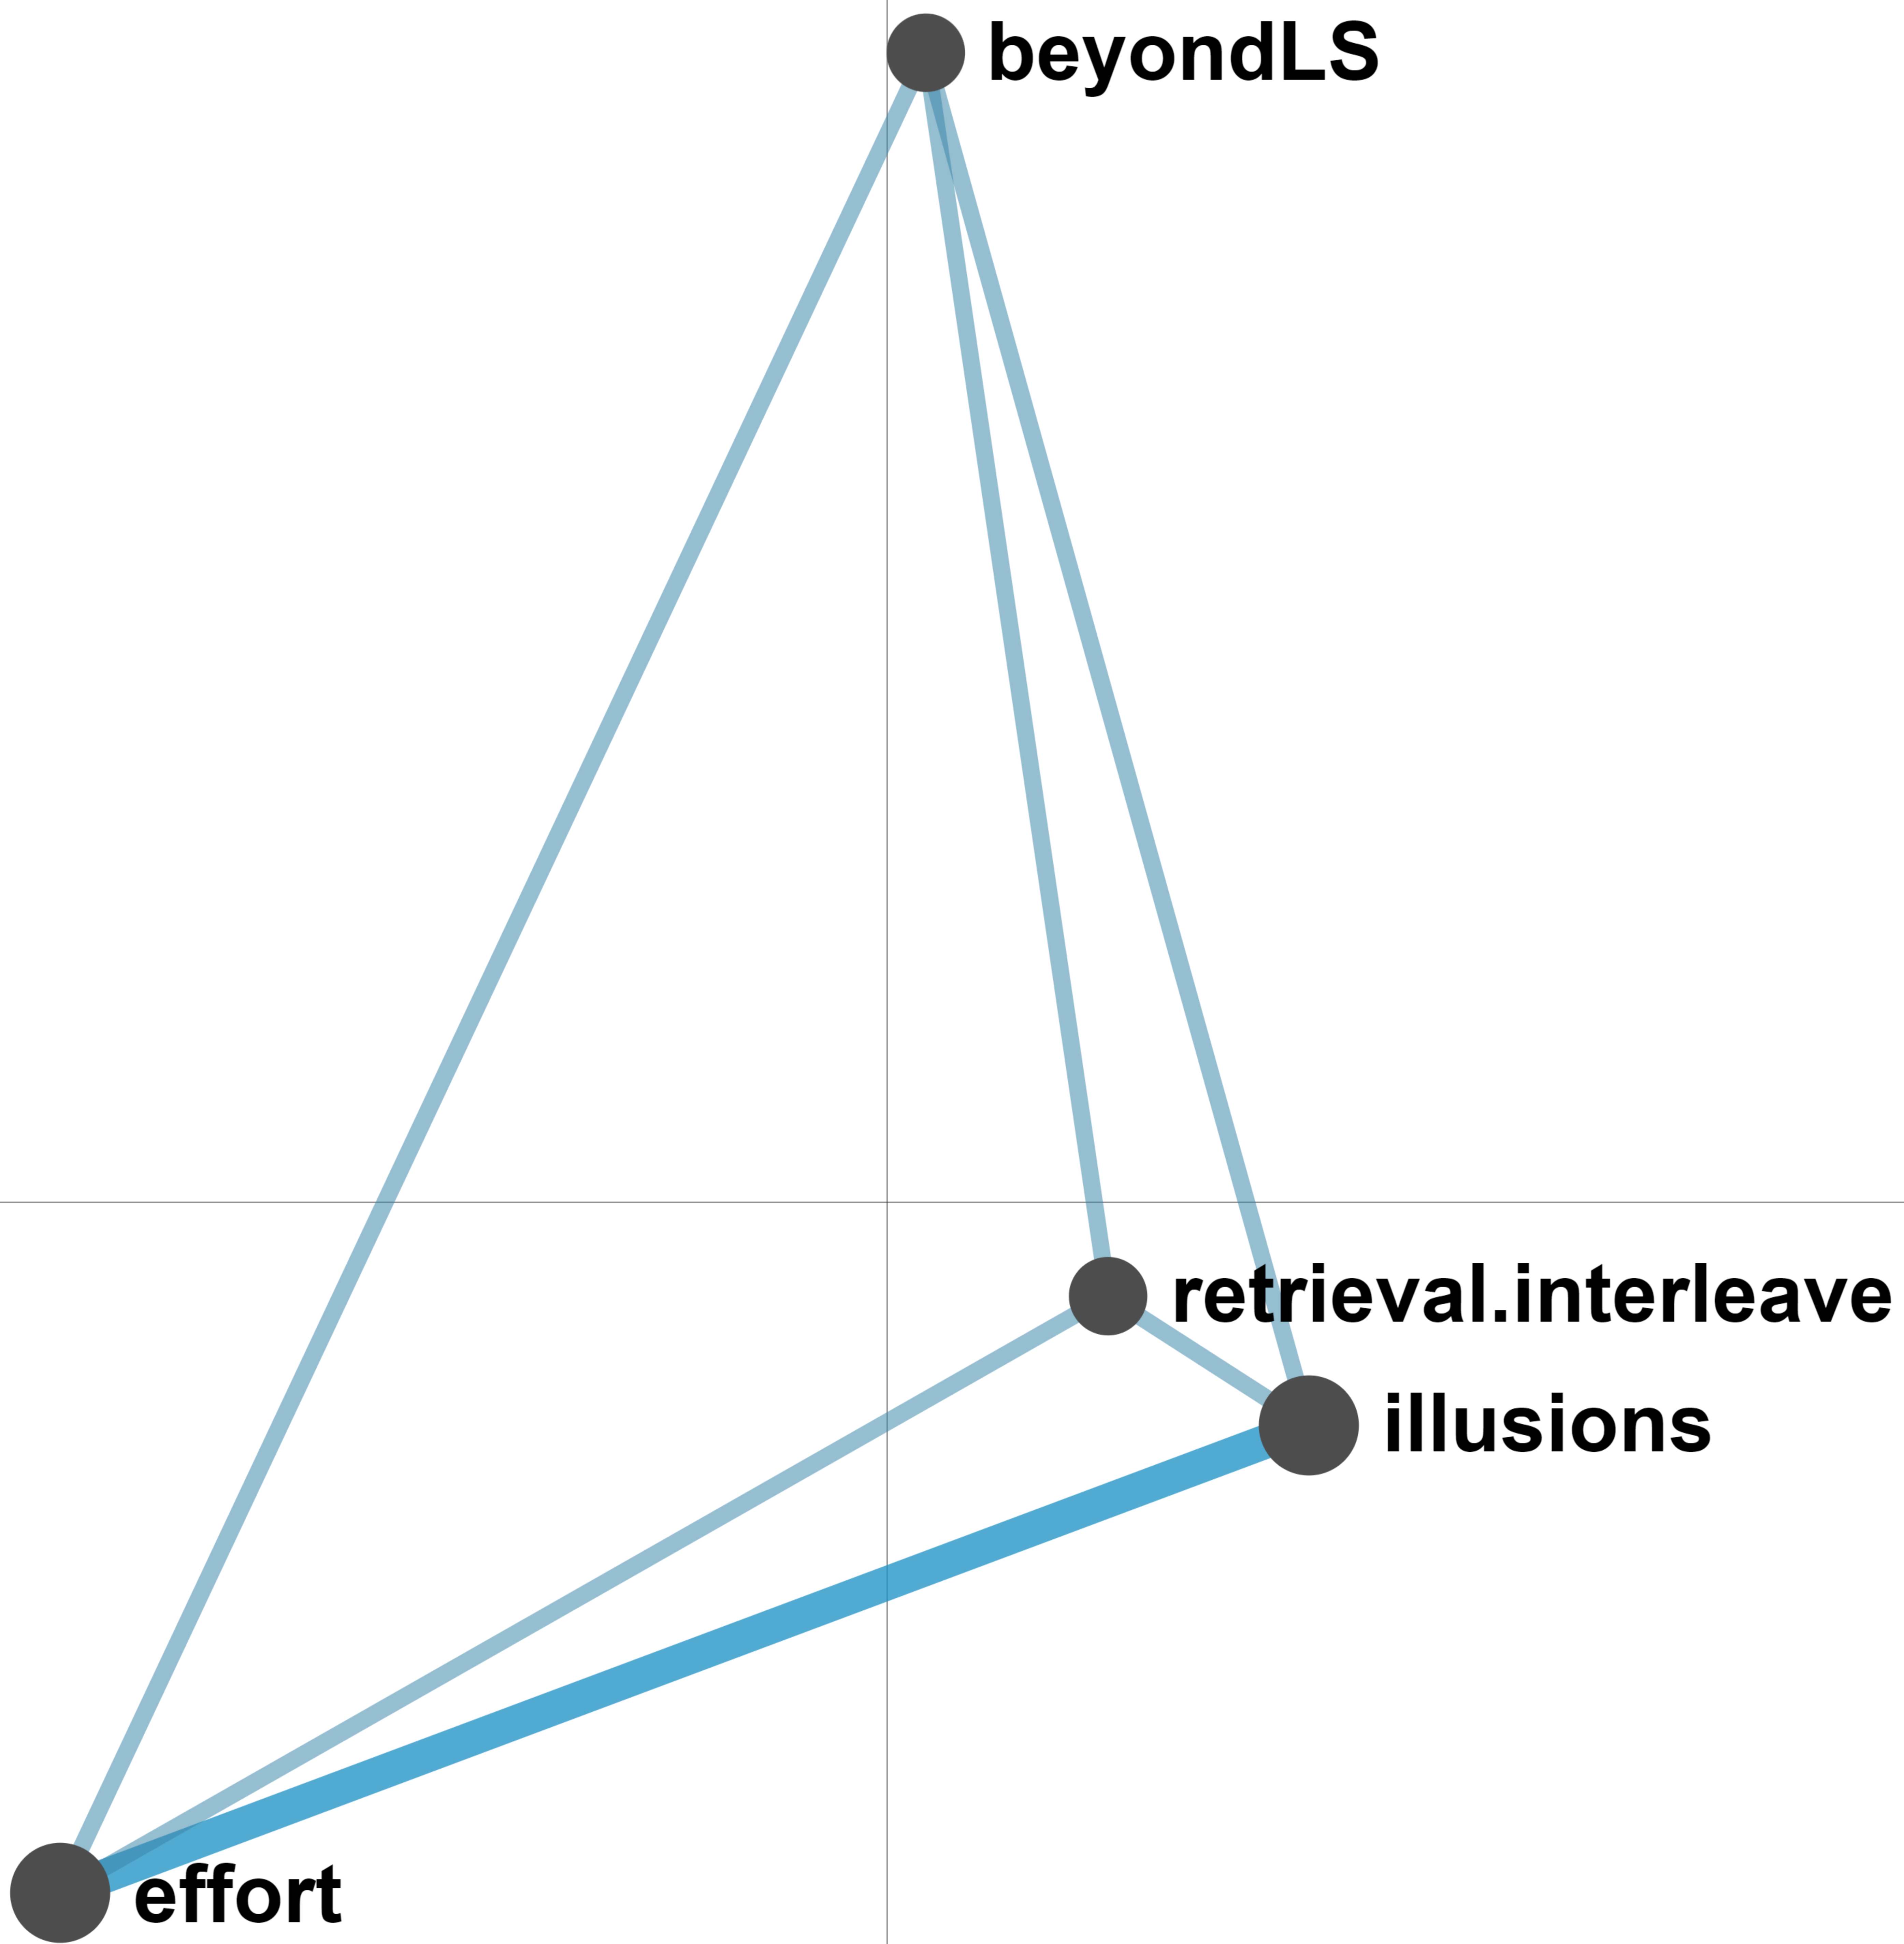 beyondLS
retrieval.interleave
illusions
effort